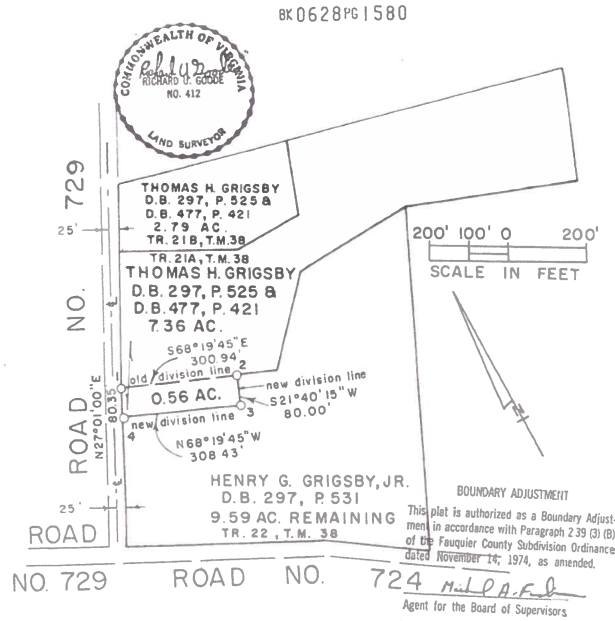 BK0628PG1580
COMMONWEALTH OF VIRGINIA
Richard U. Goode
RICHARD U. GOODE
NO. 412
LAND SURVEYOR
ROAD NO. 729
25'
THOMAS H. GRIGSBY
D.B. 297, P. 525 &
D.B. 477, P. 421
2.79 AC.
TR. 21B, T.M. 38
TR. 21A, T.M. 38
THOMAS H. GRIGSBY
D.B. 297, P. 525 &
D.B. 477, P. 421
7.36 AC.
200' 100' 0 200'
SCALE IN FEET
N
S68°19'45"E
300.94'
old division line
1
2
0.56 AC.
new division line
S21°40'15"W
80.00'
3
4
new division line
N68°19'45"W
308.43'
N27°01'00"E
80.35
HENRY G. GRIGSBY, JR.
D.B. 297, P. 531
9.59 AC. REMAINING
TR. 22, T.M. 38
25'
ROAD
NO. 729 ROAD NO. 724
BOUNDARY ADJUSTMENT
This plat is authorized as a Boundary Adjust-
ment in accordance with Paragraph 2 39 (3) (B)
of the Fauquier County Subdivision Ordinance
dated November 14, 1974, as amended.
Agent for the Board of Supervisors